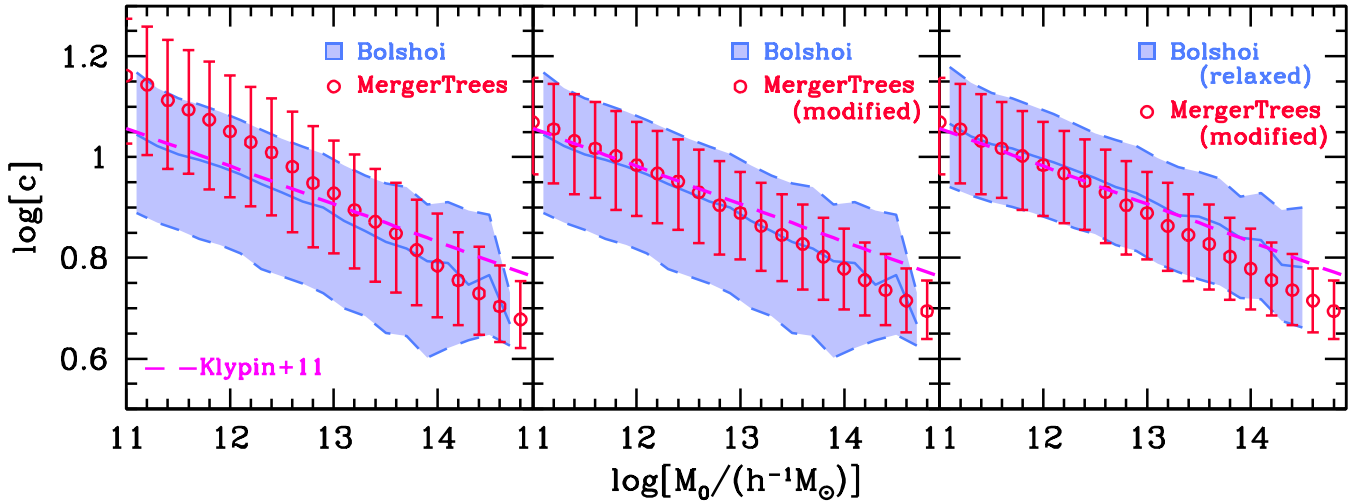 1.2
1
0.8
0.6
log[c]
Bolshoi
MergerTrees
Klypin+11
Bolshoi
MergerTrees
(modified)
Bolshoi
(relaxed)
MergerTrees
(modified)
11 12 13 14 11 12 13 14 11 12 13 14
log[M₀/(h⁻¹M☉)]